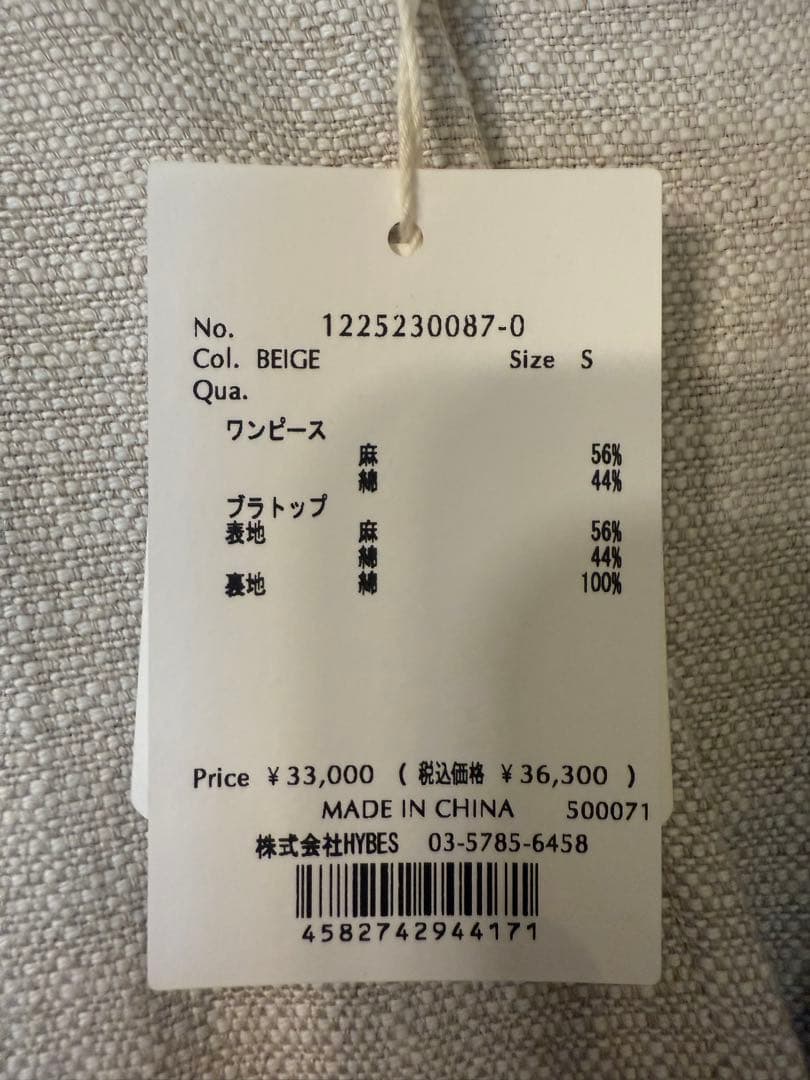 No. 1225230087-0
Col. BEIGE Size S
Qua.
ワンピース
麻 56%
綿 44%
ブラトップ
表地 麻 56%
綿 44%
裏地 綿 100%
Price ¥33,000 ( 税込価格 ¥36,300 )
MADE IN CHINA 500071
株式会社HYBES 03-5785-6458
4582742944171